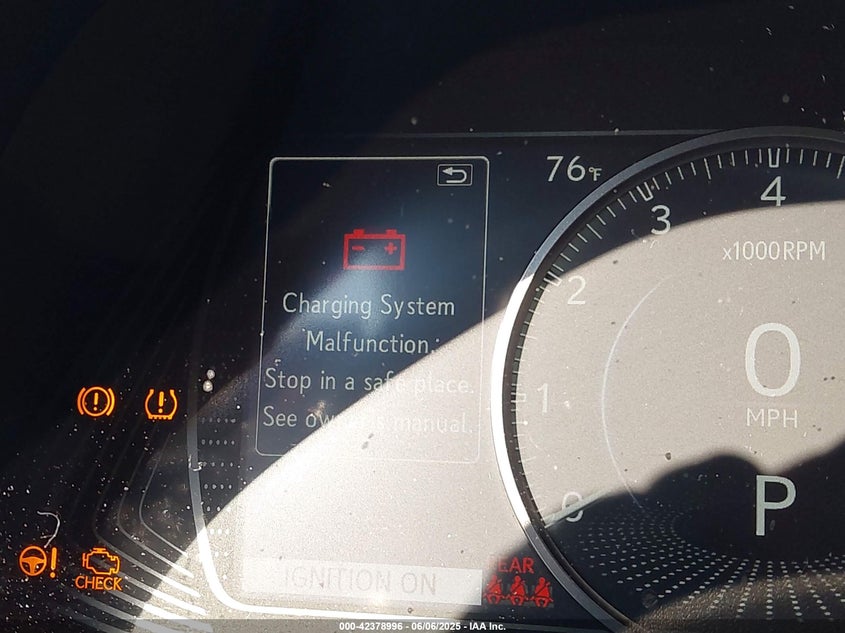 76°F
4
3
x1000RPM
2
Charging System
Malfunction.
Stop in a safe place.
See owner's manual.
1
0
MPH
P
0
CHECK
IGNITION ON
REAR
000-42378996 - 06/06/2025 - IAA Inc.